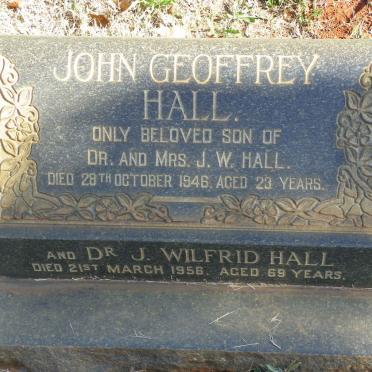 JOHN GEOFFREY
HALL.
ONLY BELOVED SON OF
DR. AND MRS. J. W. HALL.
DIED 28TH OCTOBER 1946. AGED 23 YEARS.
AND DR J. WILFRID HALL
DIED 21ST MARCH 1956. AGED 69 YEARS.